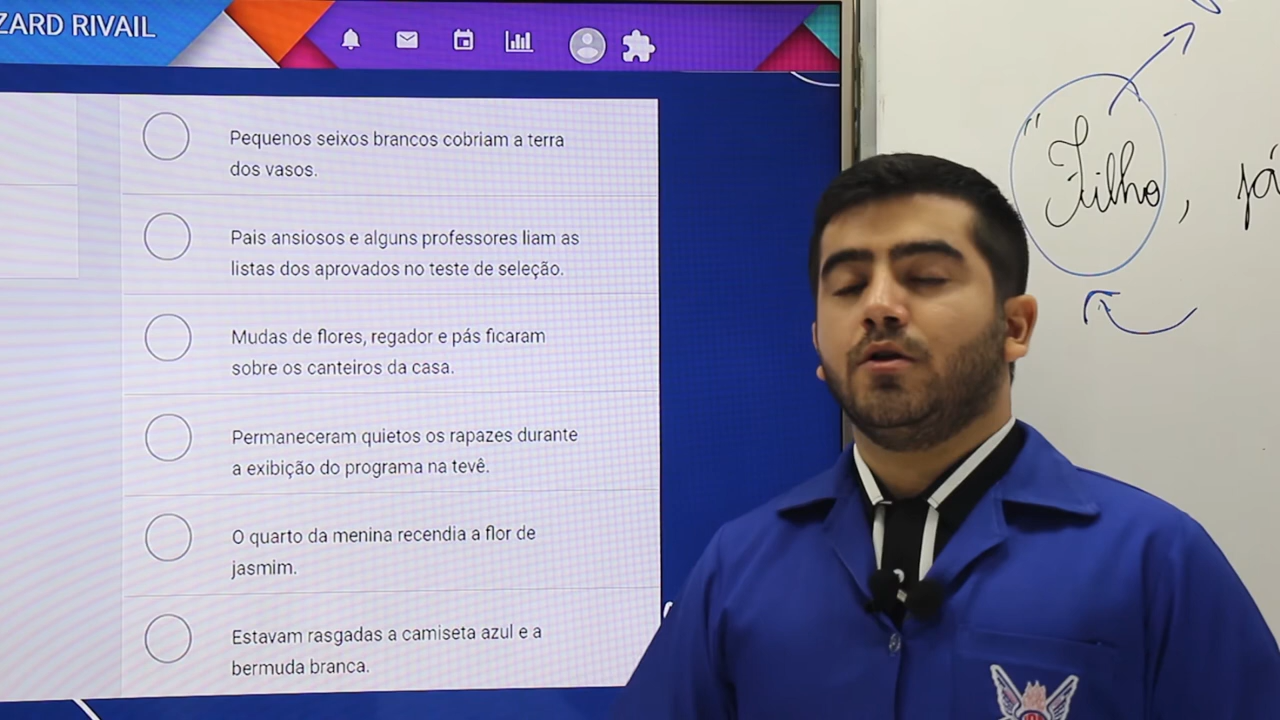 ZARD RIVAIL
Pequenos seixos brancos cobriam a terra
dos vasos.
Pais ansiosos e alguns professores liam as
listas dos aprovados no teste de seleção.
Mudas de flores, regador e pás ficaram
sobre os canteiros da casa.
Permaneceram quietos os rapazes durante
a exibição do programa na tevê.
O quarto da menina recendia a flor de
jasmim.
Estavam rasgadas a camiseta azul e a
bermuda branca.
"Filho, já